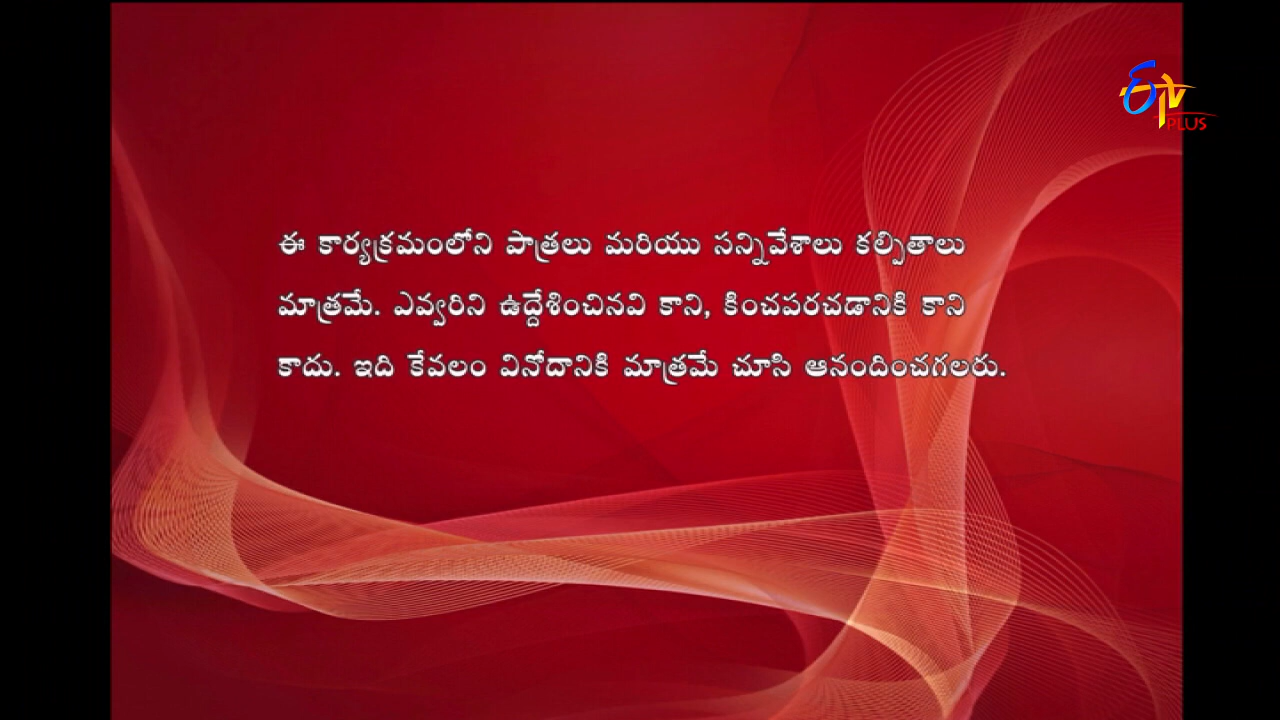 ETV
PLUS
ఈ కార్యక్రమంలోని పాత్రలు మరియు సన్నివేశాలు కల్పితాలు
మాత్రమే. ఎవ్వరిని ఉద్దేశించినవి కాని, కించపరచడానికి కాని
కాదు. ఇది కేవలం వినోదానికి మాత్రమే చూసి ఆనందించగలరు.